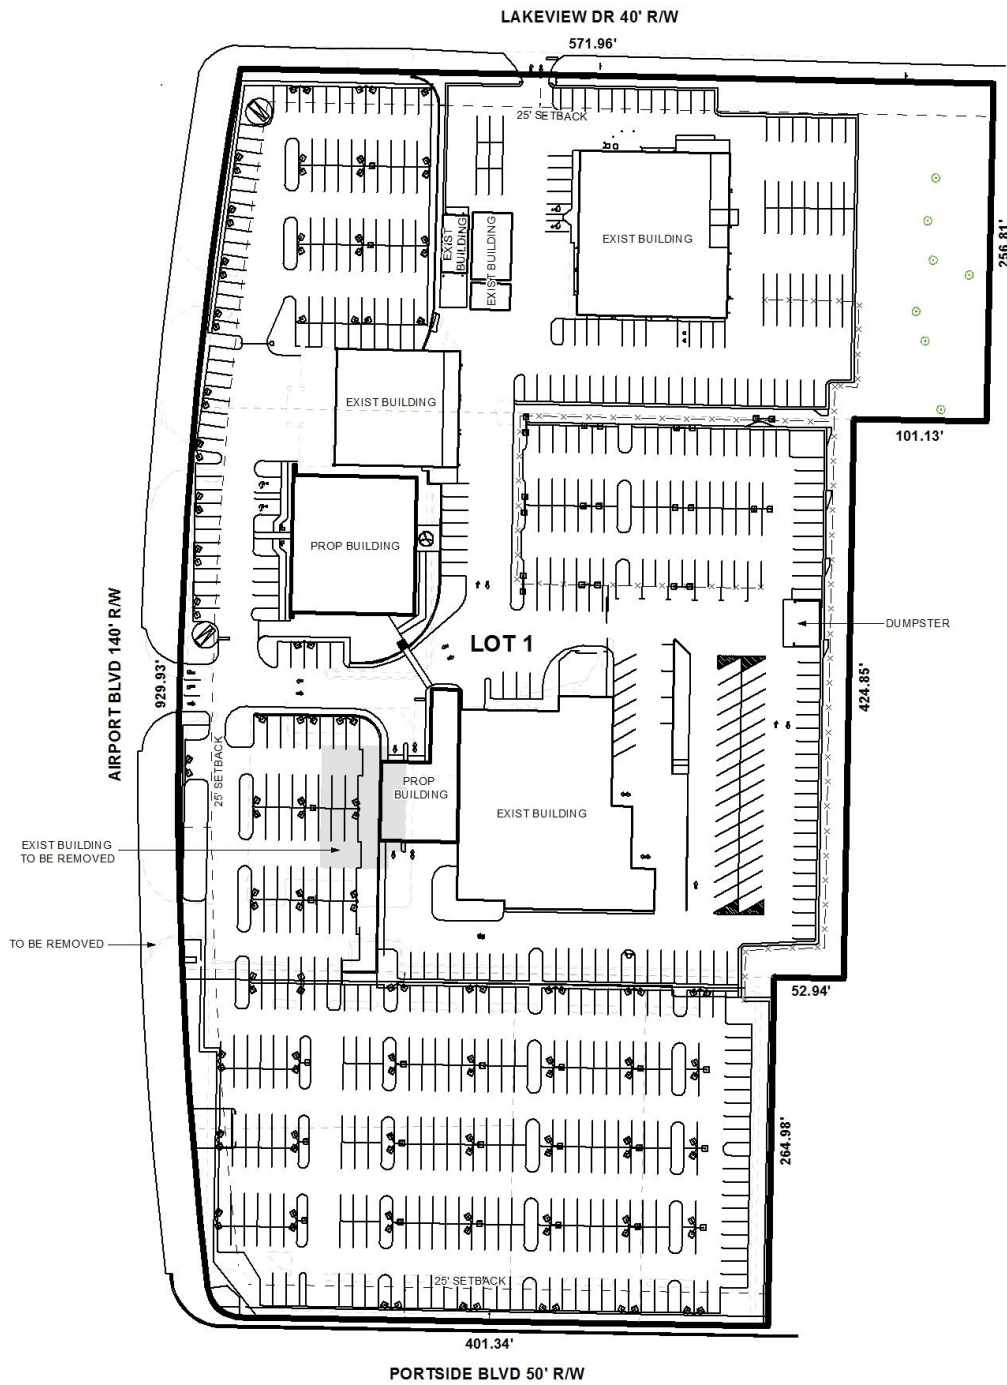 LAKEVIEW DR 40' R/W
571.96'
25' SETBACK
EXIST
BUILDING
EXIST BUILDING
EXIST BUILDING
EXIST BUILDING
256.81'
EXIST BUILDING
101.13'
PROP BUILDING
AIRPORT BLVD 140' R/W
929.93'
LOT 1
DUMPSTER
424.85'
25' SETBACK
PROP
BUILDING
EXIST BUILDING
EXIST BUILDING
TO BE REMOVED
TO BE REMOVED
52.94'
264.98'
25' SETBACK
401.34'
PORTSIDE BLVD 50' R/W